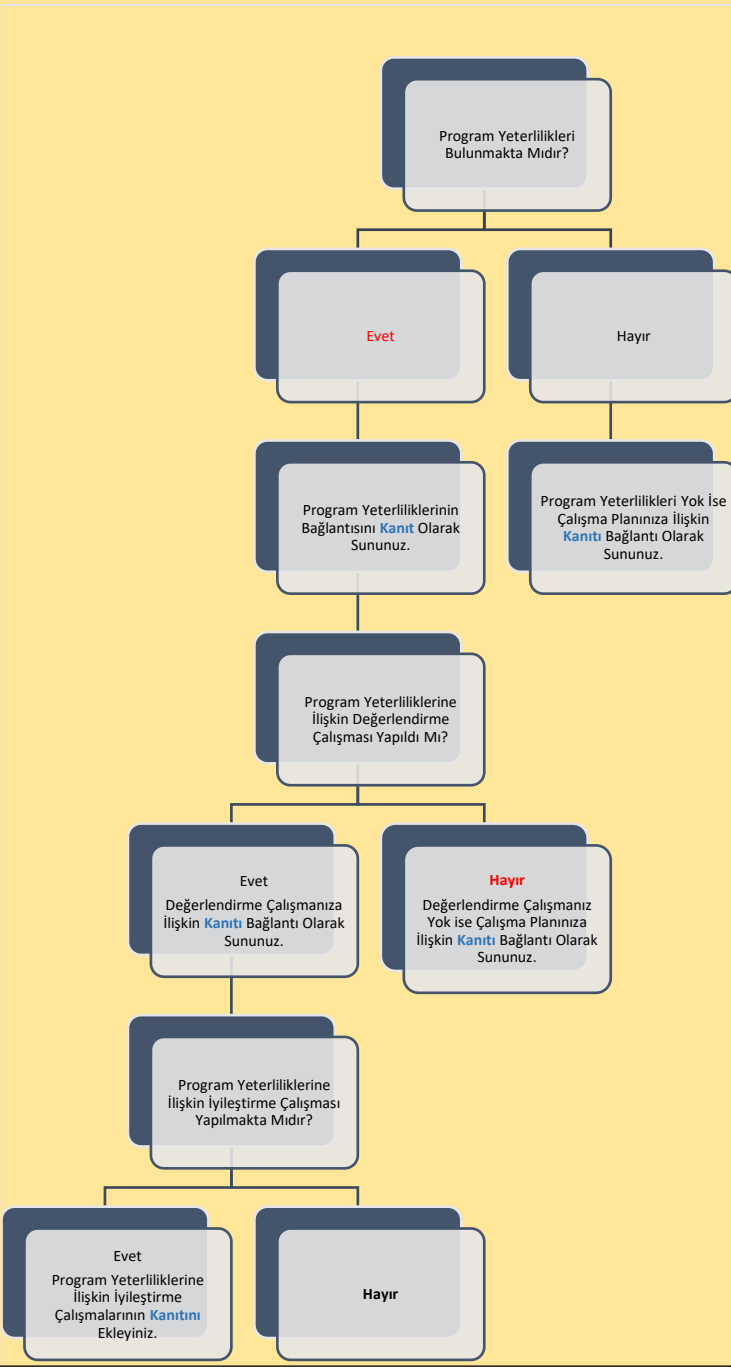 Program Yeterlilikleri
Bulunmakta Mıdır?
Evet
Hayır
Program Yeterliliklerinin
Bağlantısını Kanıt Olarak
Sununuz.
Program Yeterlilikleri Yok İse
Çalışma Planınıza İlişkin
Kanıtı Bağlantı Olarak
Sununuz.
Program Yeterliliklerine
İlişkin Değerlendirme
Çalışması Yapıldı Mı?
Evet
Değerlendirme Çalışmanıza
İlişkin Kanıtı Bağlantı Olarak
Sununuz.
Hayır
Değerlendirme Çalışmanız
Yok ise Çalışma Planınıza
İlişkin Kanıtı Bağlantı Olarak
Sununuz.
Program Yeterliliklerine
İlişkin İyileştirme Çalışması
Yapılmakta Mıdır?
Evet
Program Yeterliliklerine
İlişkin İyileştirme
Çalışmalarının Kanıtını
Ekleyiniz.
Hayır